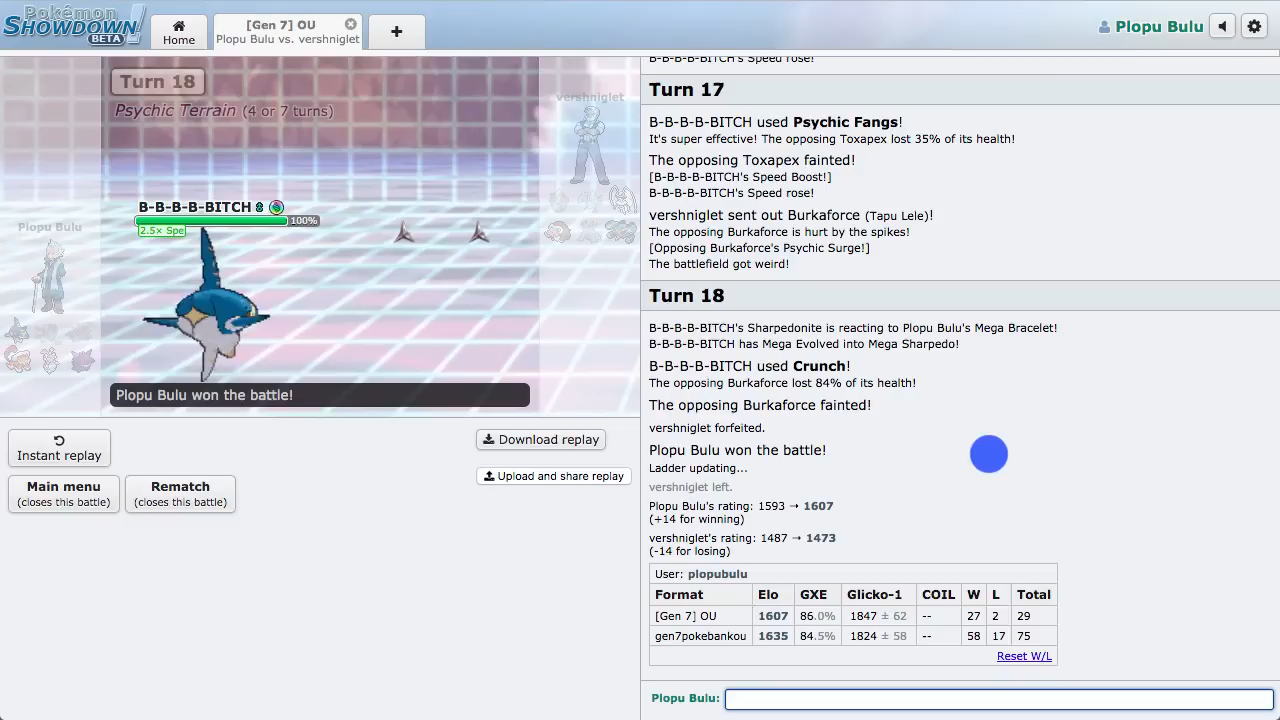 Pokémon
SHOWDOWN!
BETA
Home
[Gen 7] OU
Plopu Bulu vs. vershniglet
+
Plopu Bulu
Turn 18
Psychic Terrain (4 or 7 turns)
vershniglet
B-B-B-B-BITCH
100%
2.5× Spe
Plopu Bulu
Plopu Bulu won the battle!
Instant replay
Download replay
Upload and share replay
Main menu
(closes this battle)
Rematch
(closes this battle)
B-B-B-B-BITCH's Speed rose!
Turn 17
B-B-B-B-BITCH used Psychic Fangs!
It's super effective! The opposing Toxapex lost 35% of its health!
The opposing Toxapex fainted!
[B-B-B-B-BITCH's Speed Boost!]
B-B-B-B-BITCH's Speed rose!
vershniglet sent out Burkaforce (Tapu Lele)!
The opposing Burkaforce is hurt by the spikes!
[Opposing Burkaforce's Psychic Surge!]
The battlefield got weird!
Turn 18
B-B-B-B-BITCH's Sharpedonite is reacting to Plopu Bulu's Mega Bracelet!
B-B-B-B-BITCH has Mega Evolved into Mega Sharpedo!
B-B-B-B-BITCH used Crunch!
The opposing Burkaforce lost 84% of its health!
The opposing Burkaforce fainted!
vershniglet forfeited.
Plopu Bulu won the battle!
Ladder updating...
vershniglet left.
Plopu Bulu's rating: 1593 → 1607
(+14 for winning)
vershniglet's rating: 1487 → 1473
(-14 for losing)
User: plopubulu
Format Elo GXE Glicko-1 COIL W L Total
[Gen 7] OU 1607 86.0% 1847 ± 62 -- 27 2 29
gen7pokebankou 1635 84.5% 1824 ± 58 -- 58 17 75
Reset W/L
Plopu Bulu: